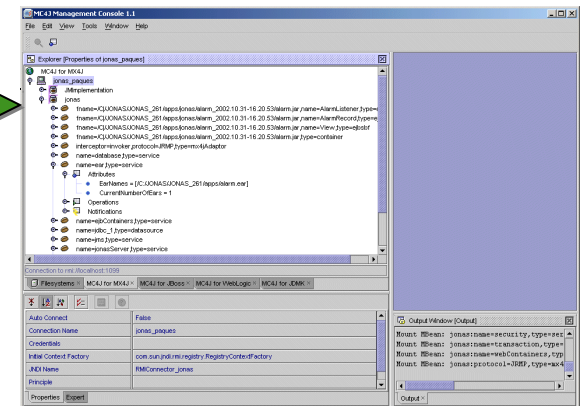 MC4J Management Console 1.1
File Edit View Tools Window Help
Explorer [Properties of jonas_paques]
MC4J for MX4J
jonas_paques
JMImplementation
jonas
fname=/C|/JONAS/JONAS_261/apps/jonas/alarm_2002.10.31-16.20.53/alarm.jar,name=AlarmListener,type=
fname=/C|/JONAS/JONAS_261/apps/jonas/alarm_2002.10.31-16.20.53/alarm.jar,name=AlarmRecord,type=e
fname=/C|/JONAS/JONAS_261/apps/jonas/alarm_2002.10.31-16.20.53/alarm.jar,name=View,type=ejbsbf
fname=/C|/JONAS/JONAS_261/apps/jonas/alarm_2002.10.31-16.20.53/alarm.jar,type=container
interceptor=invoker,protocol=JRMP,type=mx4jAdaptor
name=database,type=service
name=ear,type=service
Attributes
EarNames = [/C:/JONAS/JONAS_261/apps/alarm.ear]
CurrentNumberOfEars = 1
Operations
Notifications
name=ejbContainers,type=service
name=jdbc_1,type=datasource
name=jms,type=service
name=jonasServer,type=service
Connection to rmi://localhost:1099
Filesystems MC4J for MX4J MC4J for JBoss MC4J for WebLogic MC4J for JDMK
Auto Connect False
Connection Name jonas_paques
Credentials
Initial Context Factory com.sun.jndi.rmi.registry.RegistryContextFactory
JNDI Name RMIConnector_jonas
Principle
Properties Expert
Output Window [Output]
Mount MBean: jonas:name=security,type=ser
Mount MBean: jonas:name=transaction,type=
Mount MBean: jonas:name=webContainers,typ
Mount MBean: jonas:protocol=JRMP,type=mx4
Output